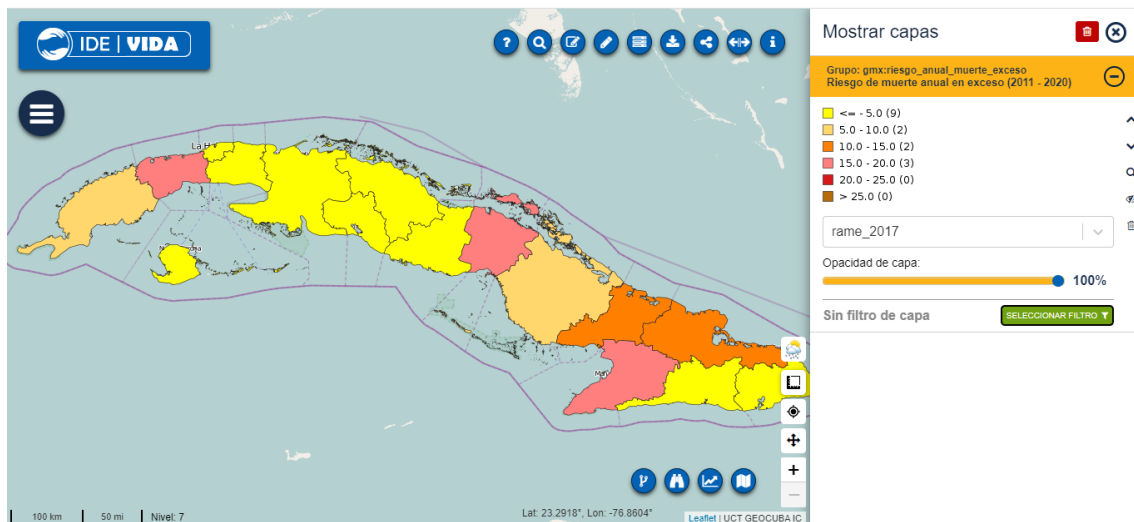 IDE | VIDA
Mostrar capas
Grupo: gmx:riesgo_anual_muerte_exceso
Riesgo de muerte anual en exceso (2011 - 2020)
<= - 5.0 (9)
5.0 - 10.0 (2)
10.0 - 15.0 (2)
15.0 - 20.0 (3)
20.0 - 25.0 (0)
> 25.0 (0)
rame_2017
Opacidad de capa:
100%
Sin filtro de capa
SELECCIONAR FILTRO
La H
May
100 km
50 mi
Nivel: 7
Lat: 23.2918°, Lon: -76.8604°
Leaflet | UCT GEOCUBA IC